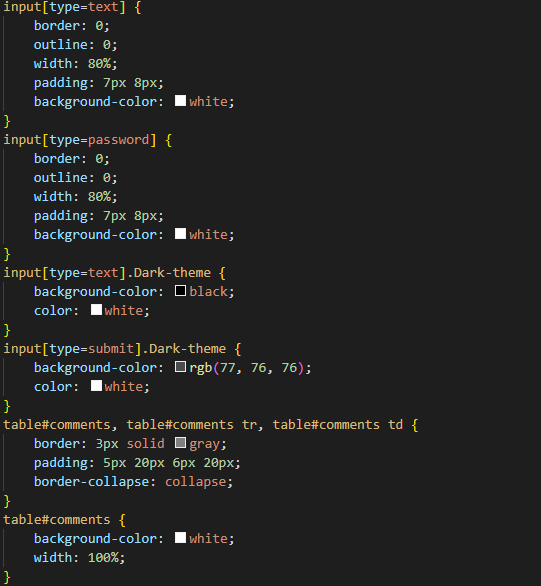 input[type=text] {
    border: 0;
    outline: 0;
    width: 80%;
    padding: 7px 8px;
    background-color: white;
}
input[type=password] {
    border: 0;
    outline: 0;
    width: 80%;
    padding: 7px 8px;
    background-color: white;
}
input[type=text].Dark-theme {
    background-color: black;
    color: white;
}
input[type=submit].Dark-theme {
    background-color: rgb(77, 76, 76);
    color: white;
}
table#comments, table#comments tr, table#comments td {
    border: 3px solid gray;
    padding: 5px 20px 6px 20px;
    border-collapse: collapse;
}
table#comments {
    background-color: white;
    width: 100%;
}